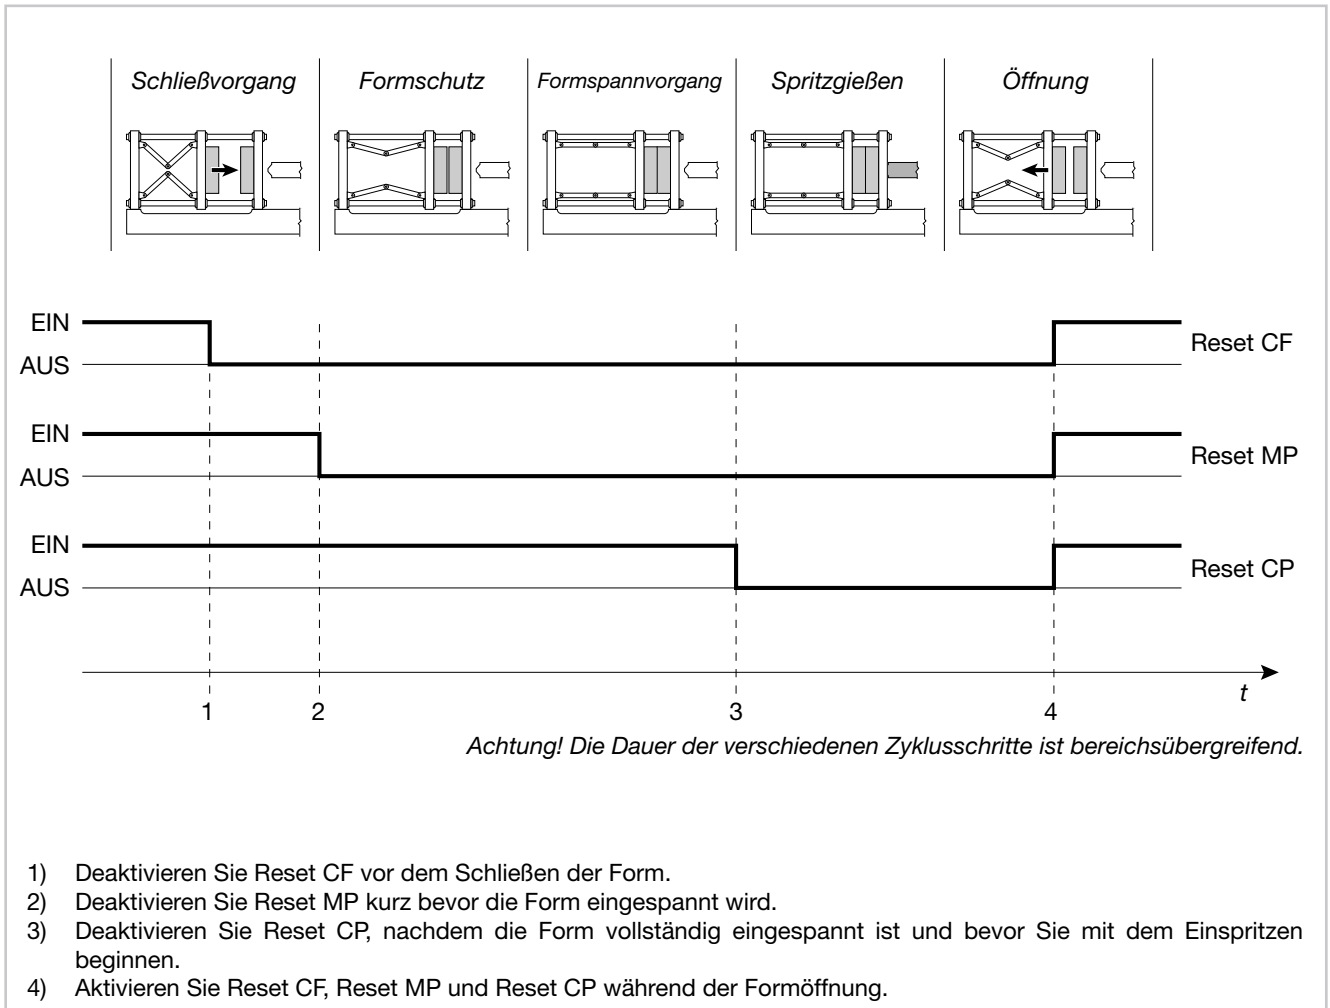 Schließvorgang
Formschutz
Formspannvorgang
Spritzgießen
Öffnung
EIN
AUS
Reset CF
EIN
AUS
Reset MP
EIN
AUS
Reset CP
t
1 2 3 4
Achtung! Die Dauer der verschiedenen Zyklusschritte ist bereichsübergreifend.
1) Deaktivieren Sie Reset CF vor dem Schließen der Form.
2) Deaktivieren Sie Reset MP kurz bevor die Form eingespannt wird.
3) Deaktivieren Sie Reset CP, nachdem die Form vollständig eingespannt ist und bevor Sie mit dem Einspritzen
beginnen.
4) Aktivieren Sie Reset CF, Reset MP und Reset CP während der Formöffnung.